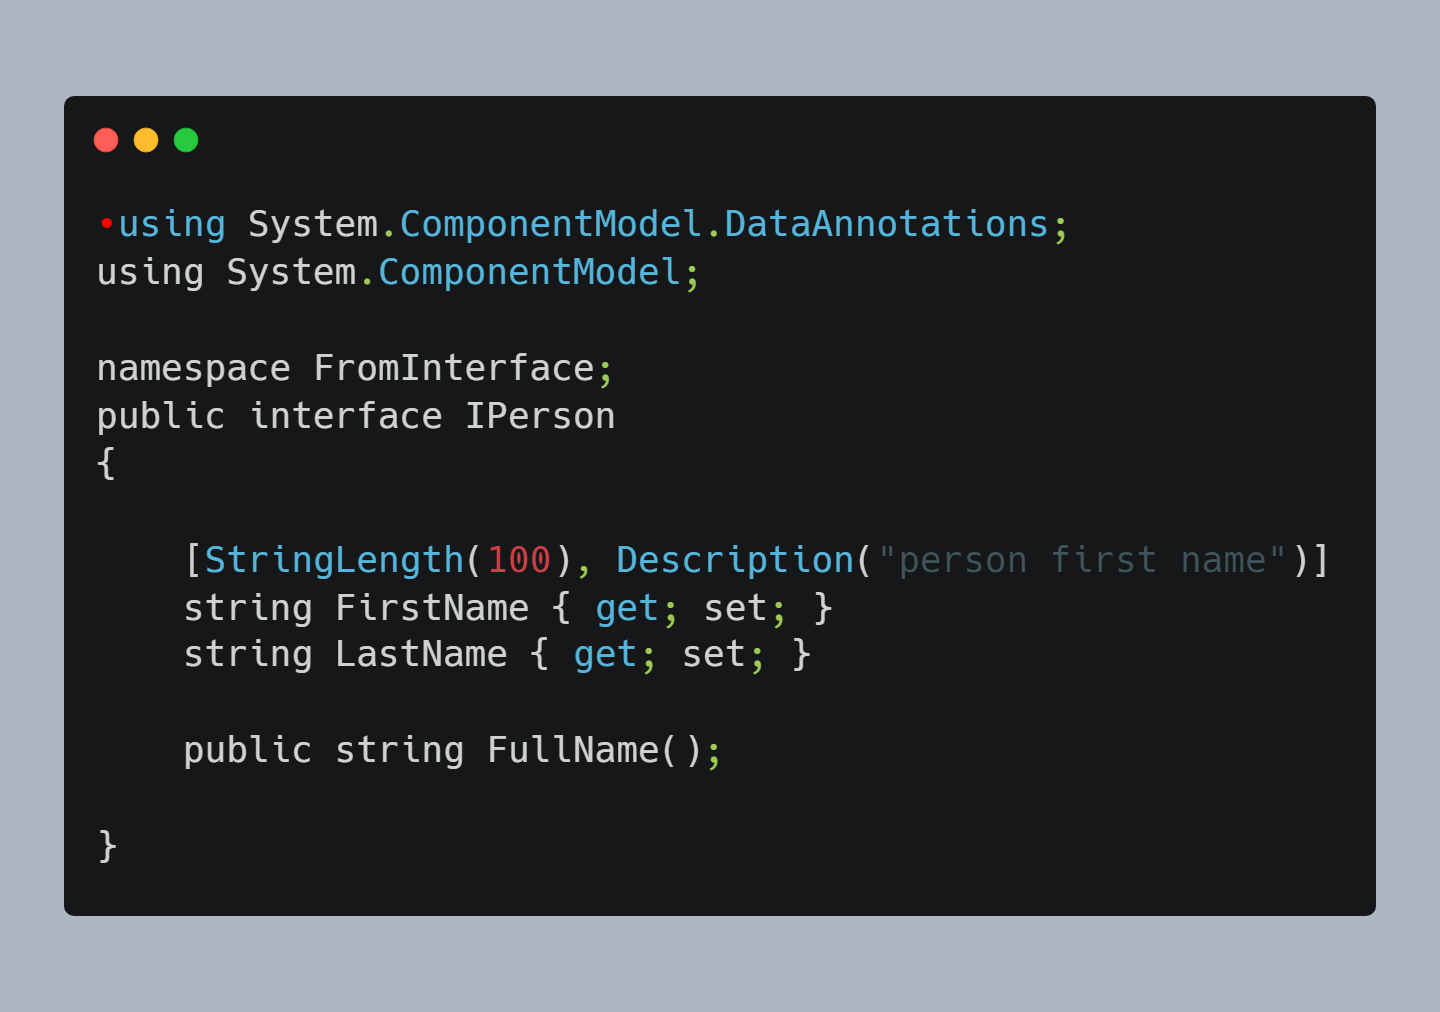 •using System.ComponentModel.DataAnnotations;
using System.ComponentModel;

namespace FromInterface;
public interface IPerson
{

    [StringLength(100), Description("person first name")]
    string FirstName { get; set; }
    string LastName { get; set; }

    public string FullName();

}